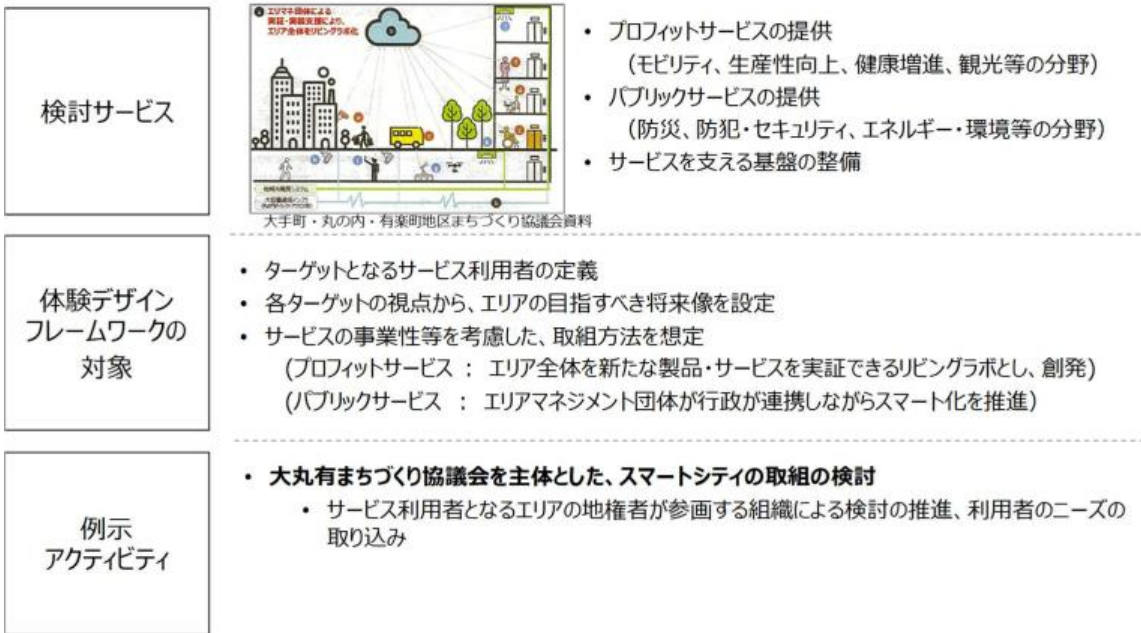 検討サービス
エリマネ団体による
実証・実装支援により、
エリア全体をリビングラボ化
大手町・丸の内・有楽町地区まちづくり協議会資料
• プロフィットサービスの提供
（モビリティ、生産性向上、健康増進、観光等の分野）
• パブリックサービスの提供
（防災、防犯・セキュリティ、エネルギー・環境等の分野）
• サービスを支える基盤の整備
体験デザイン
フレームワークの
対象
• ターゲットとなるサービス利用者の定義
• 各ターゲットの視点から、エリアの目指すべき将来像を設定
• サービスの事業性等を考慮した、取組方法を想定
(プロフィットサービス ： エリア全体を新たな製品・サービスを実証できるリビングラボとし、創発)
(パブリックサービス ： エリアマネジメント団体が行政が連携しながらスマート化を推進）
例示
アクティビティ
• 大丸有まちづくり協議会を主体とした、スマートシティの取組の検討
• サービス利用者となるエリアの地権者が参画する組織による検討の推進、利用者のニーズの
取り込み